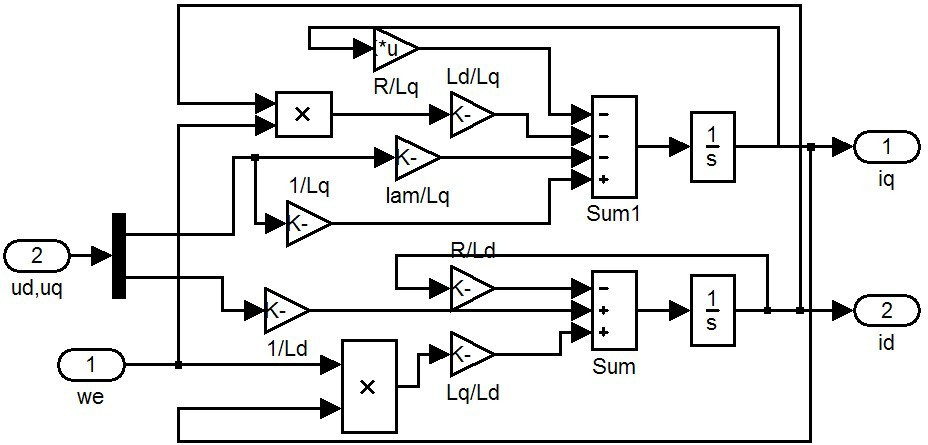 *u
R/Lq
Ld/Lq
×
K-
−
−
−
+
Sum1
1
s
1
iq
K-
lam/Lq
1/Lq
K-
2
ud,uq
R/Ld
K-
−
+
+
Sum
1
s
2
id
K-
1/Ld
1
we
×
K-
Lq/Ld